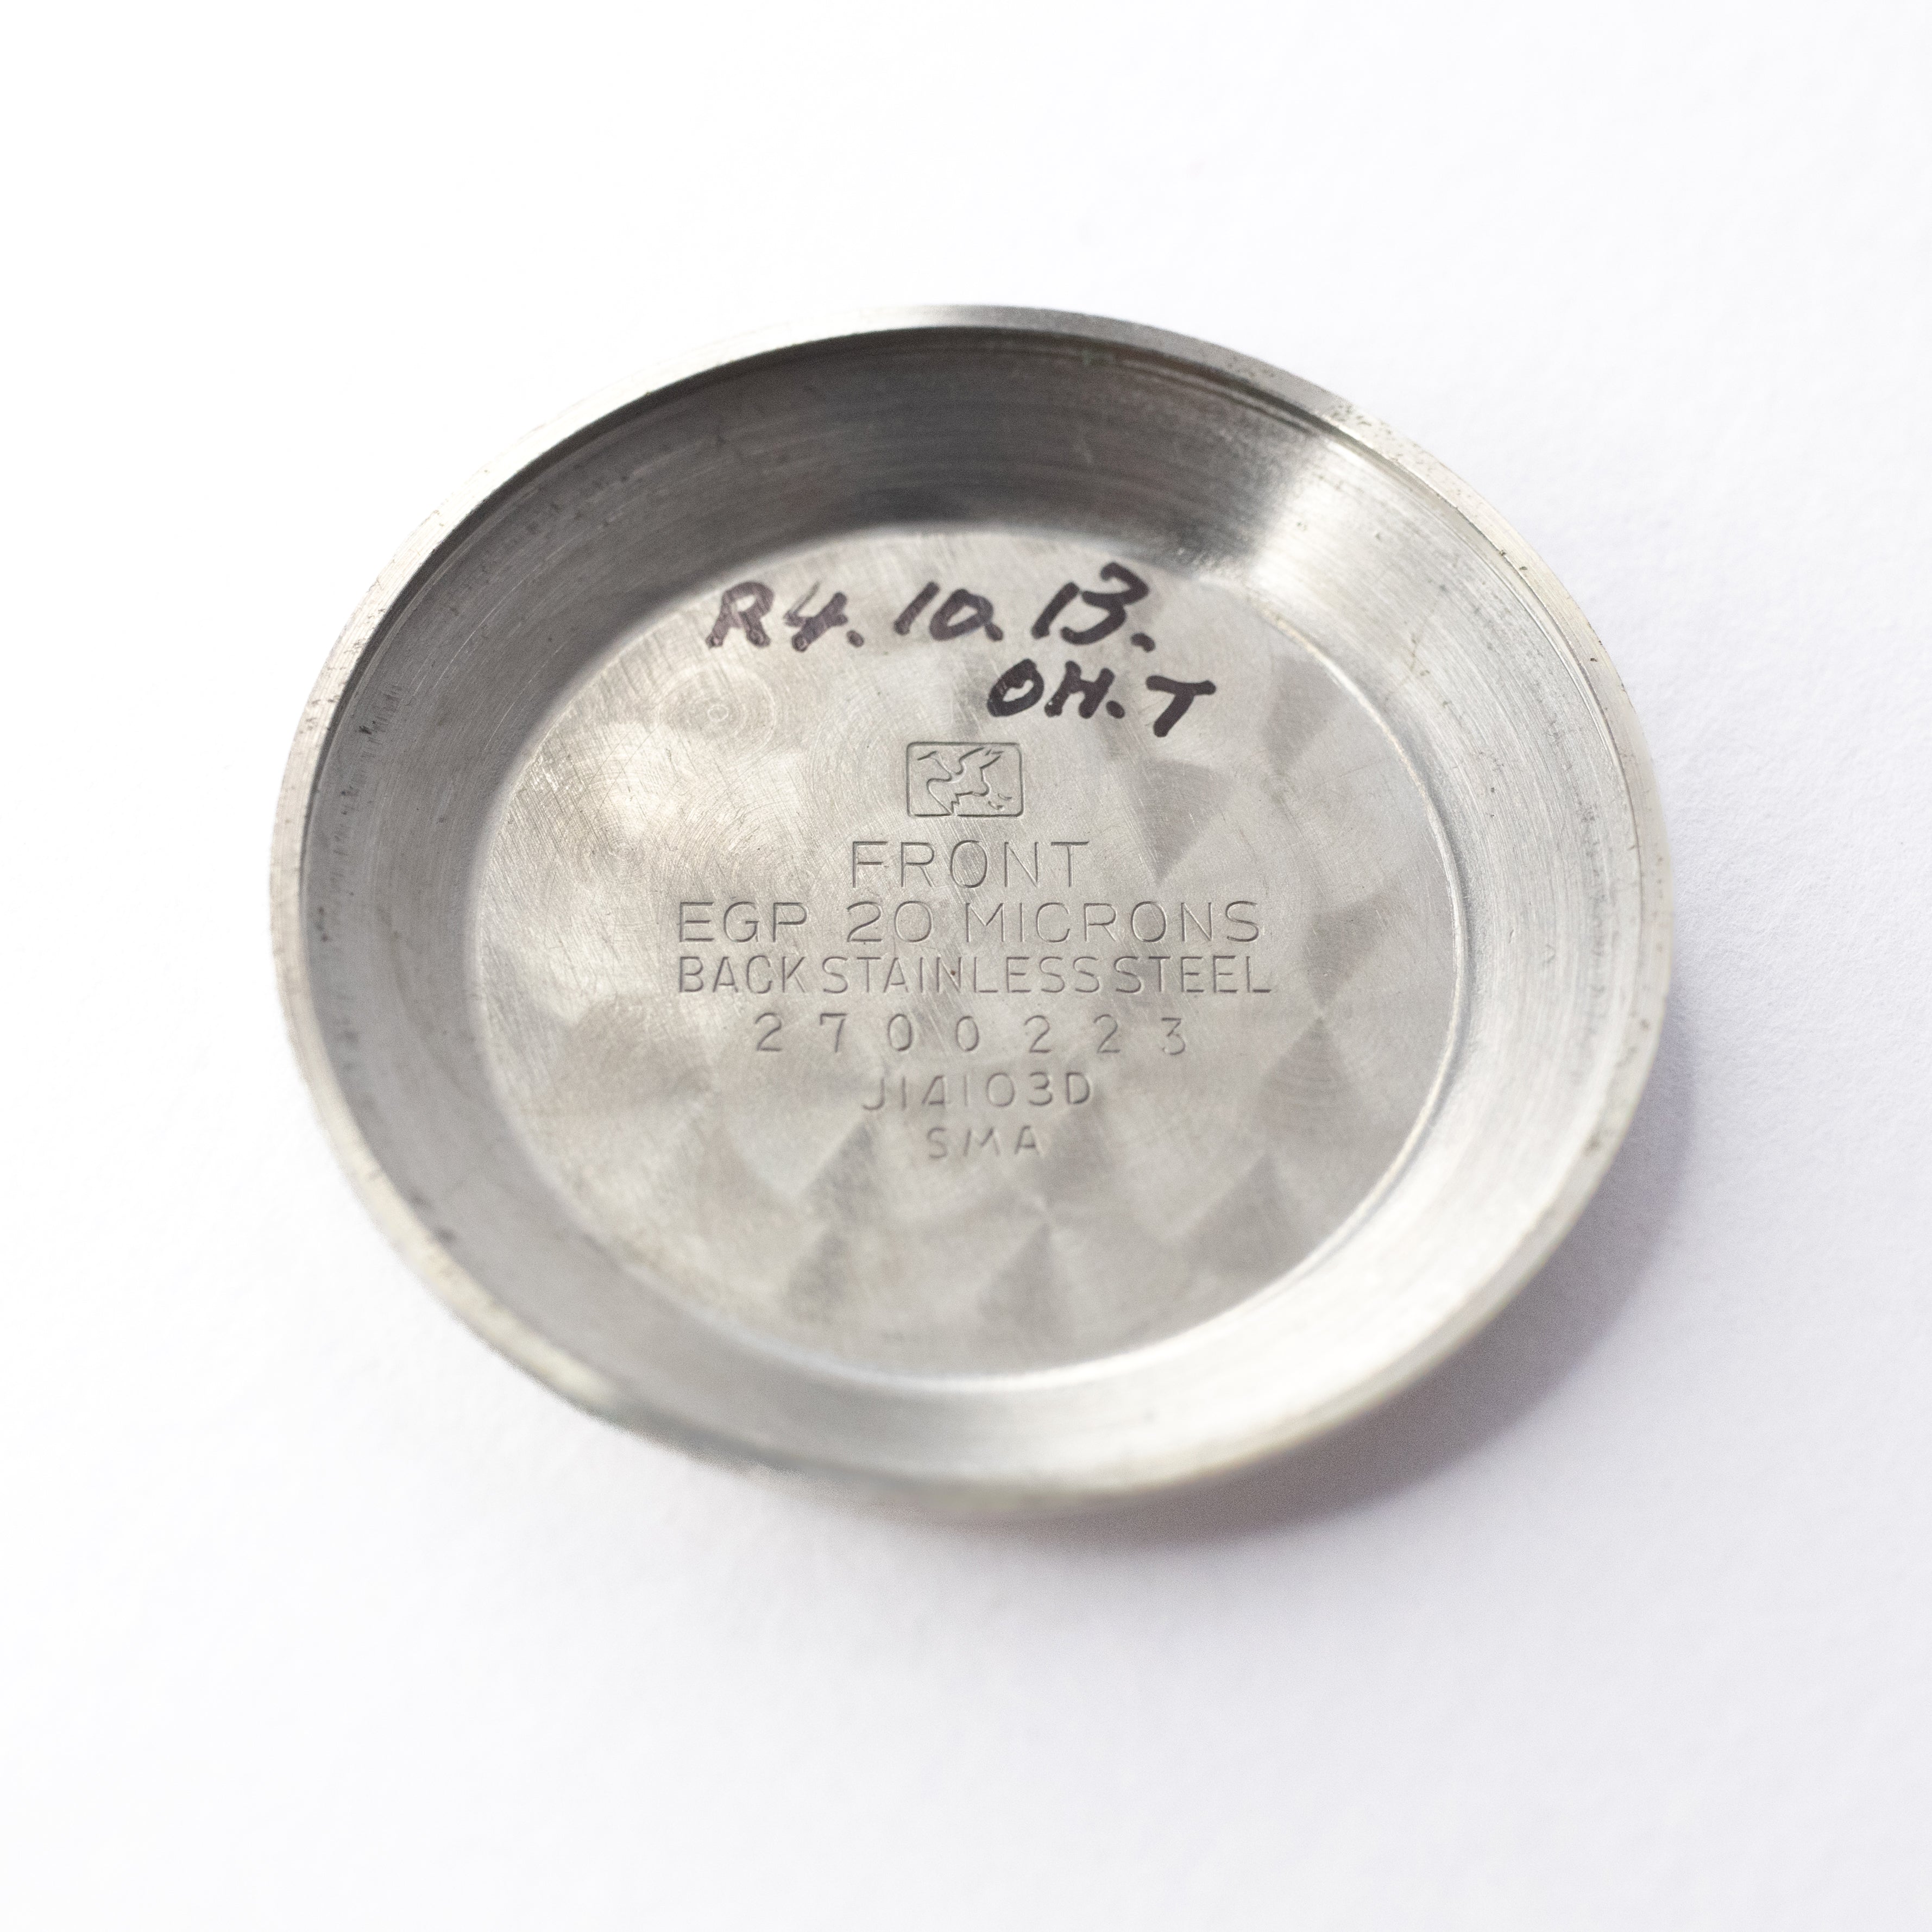 R4.10.13.
OH.T
FRONT
EGP 20 MICRONS
BACK STAINLESS STEEL
2700223
J14103D
SMA